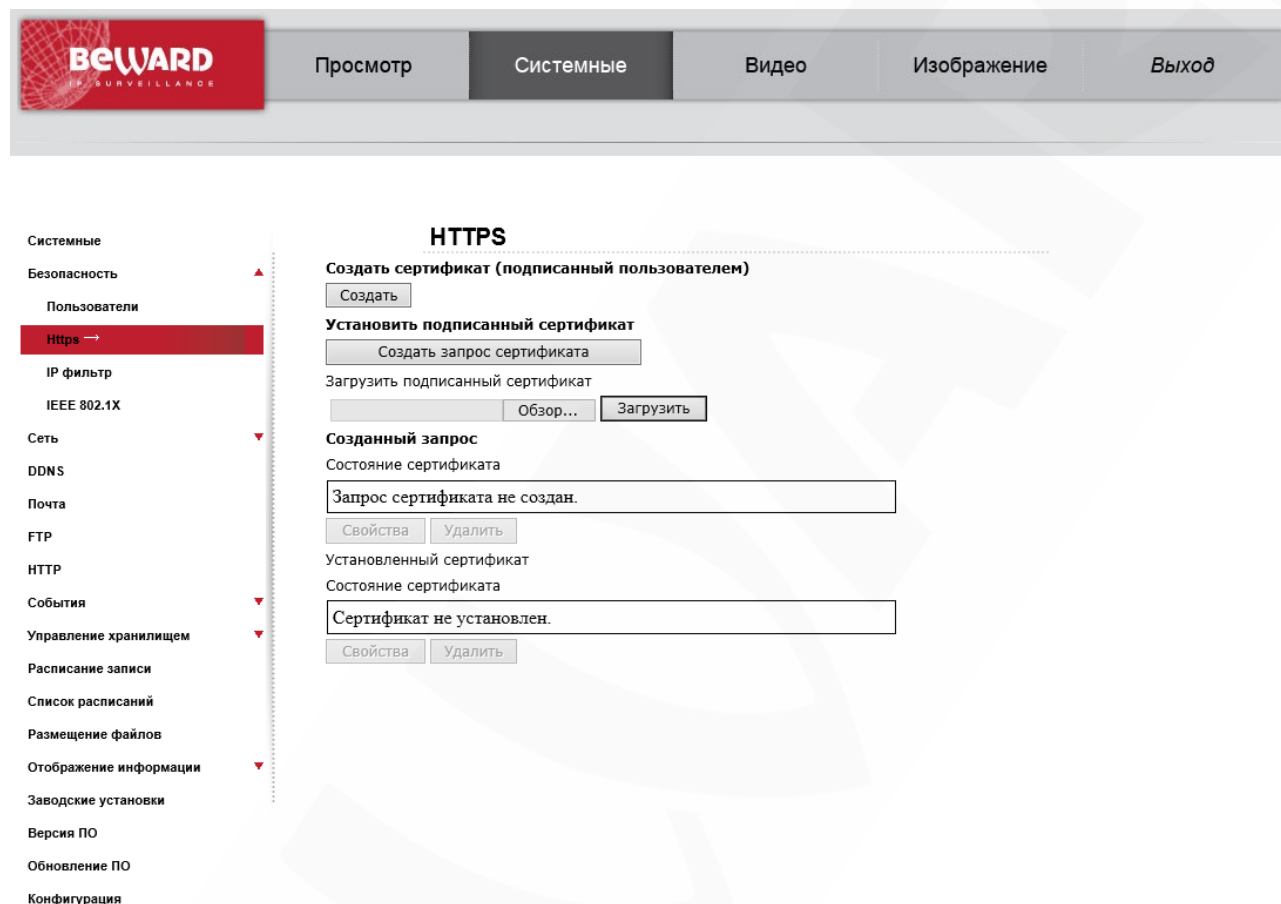 BEWARD
IP SURVEILLANCE
Просмотр
Системные
Видео
Изображение
Выход
Системные
Безопасность
Пользователи
Https →
IP фильтр
IEEE 802.1X
Сеть
DDNS
Почта
FTP
HTTP
События
Управление хранилищем
Расписание записи
Список расписаний
Размещение файлов
Отображение информации
Заводские установки
Версия ПО
Обновление ПО
Конфигурация
HTTPS
Создать сертификат (подписанный пользователем)
Создать
Установить подписанный сертификат
Создать запрос сертификата
Загрузить подписанный сертификат
Обзор... Загрузить
Созданный запрос
Состояние сертификата
Запрос сертификата не создан.
Свойства Удалить
Установленный сертификат
Состояние сертификата
Сертификат не установлен.
Свойства Удалить